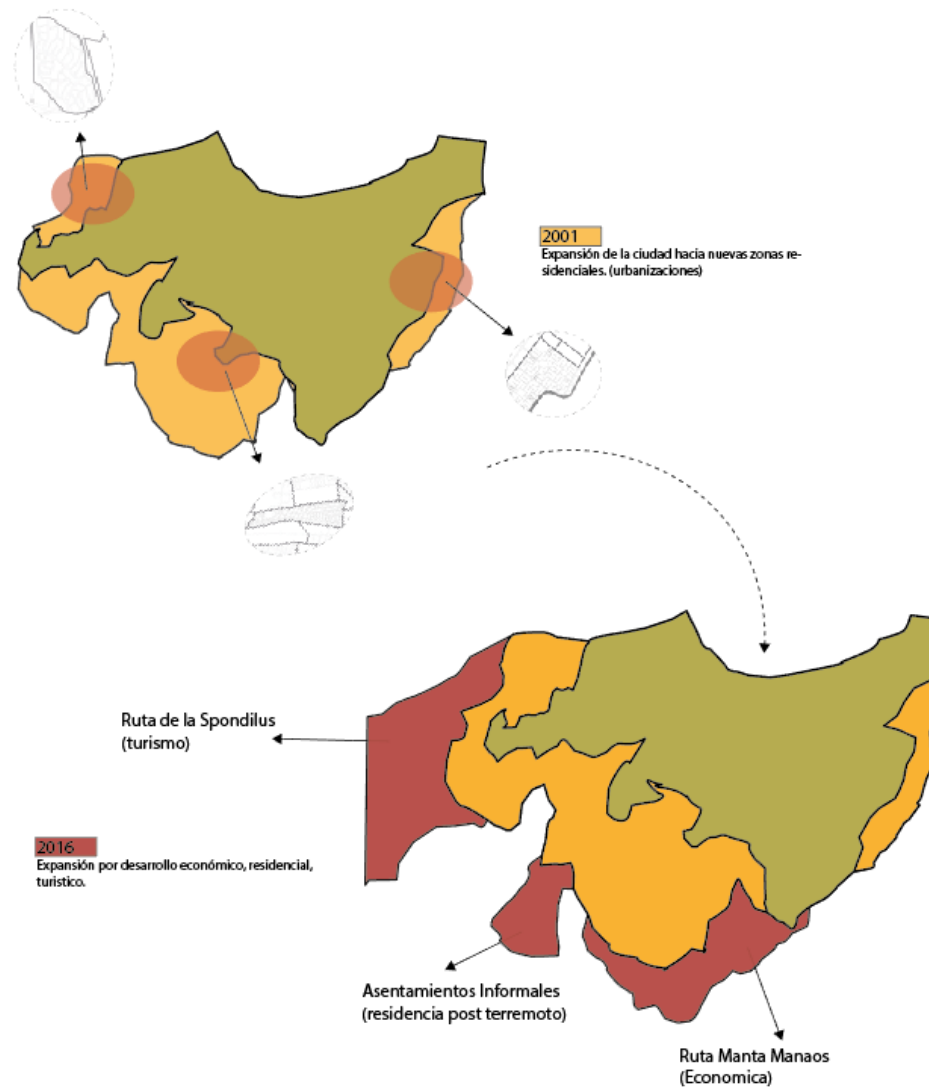 2001
Expansión de la ciudad hacia nuevas zonas re-
sidenciales. (urbanizaciones)
Ruta de la Spondilus
(turismo)
2016
Expansión por desarrollo económico, residencial,
turistico.
Asentamientos Informales
(residencia post terremoto)
Ruta Manta Manaos
(Economica)